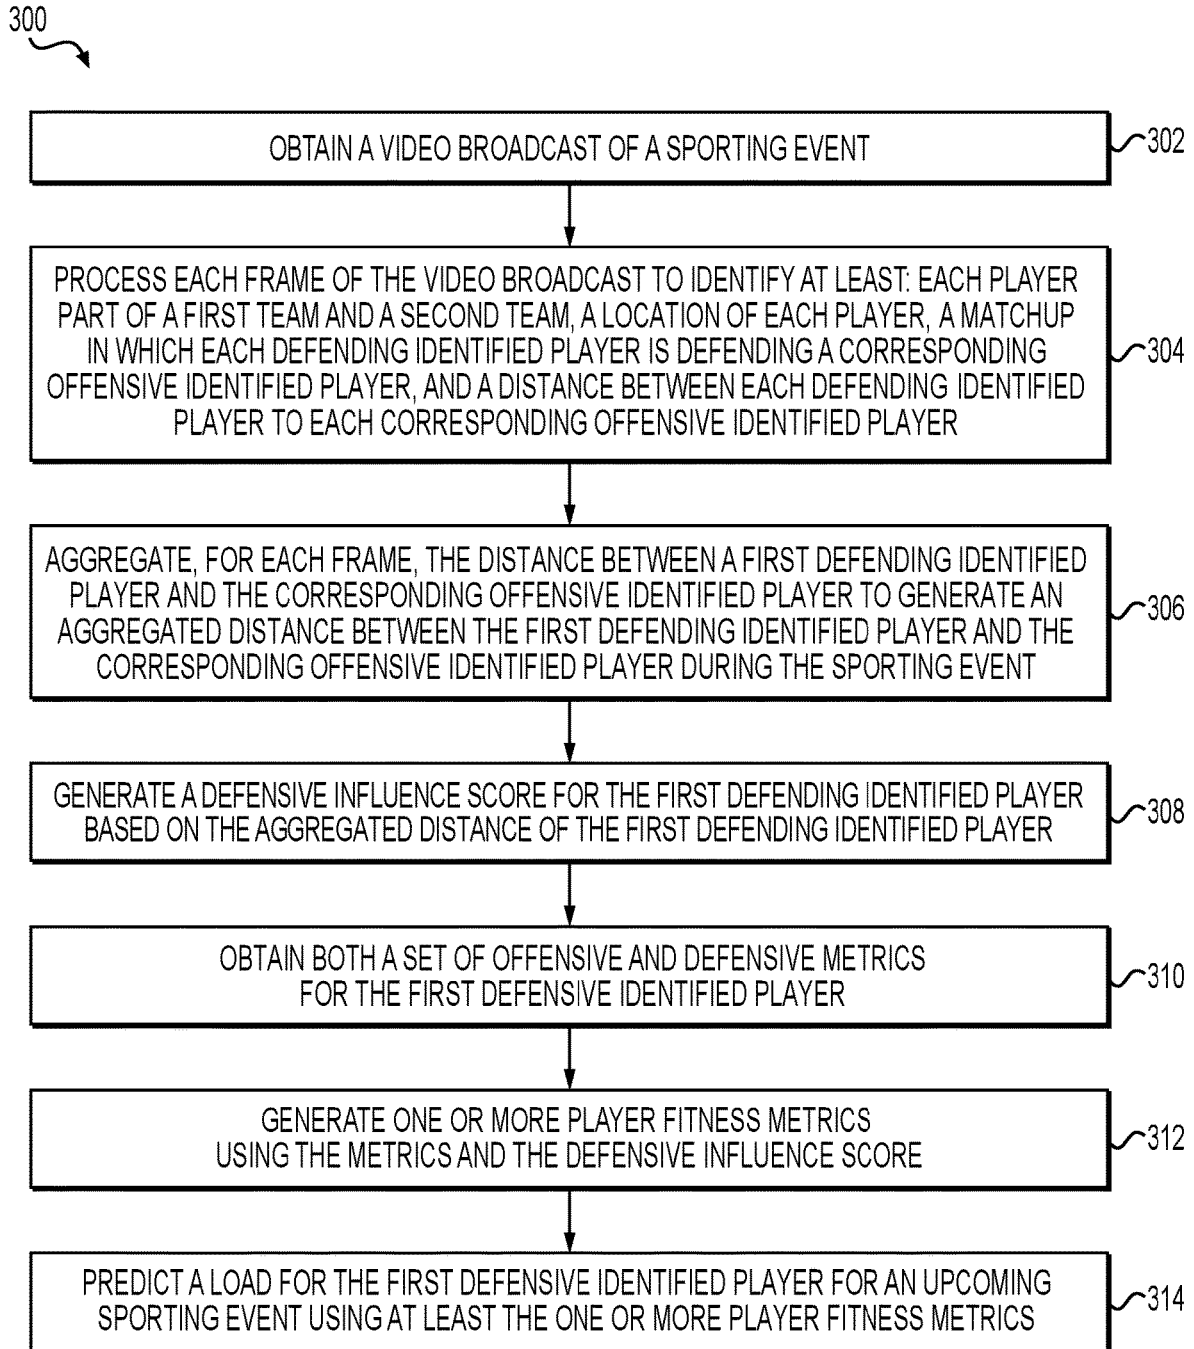 300
OBTAIN A VIDEO BROADCAST OF A SPORTING EVENT
302
PROCESS EACH FRAME OF THE VIDEO BROADCAST TO IDENTIFY AT LEAST: EACH PLAYER
PART OF A FIRST TEAM AND A SECOND TEAM, A LOCATION OF EACH PLAYER, A MATCHUP
IN WHICH EACH DEFENDING IDENTIFIED PLAYER IS DEFENDING A CORRESPONDING
OFFENSIVE IDENTIFIED PLAYER, AND A DISTANCE BETWEEN EACH DEFENDING IDENTIFIED
PLAYER TO EACH CORRESPONDING OFFENSIVE IDENTIFIED PLAYER
304
AGGREGATE, FOR EACH FRAME, THE DISTANCE BETWEEN A FIRST DEFENDING IDENTIFIED
PLAYER AND THE CORRESPONDING OFFENSIVE IDENTIFIED PLAYER TO GENERATE AN
AGGREGATED DISTANCE BETWEEN THE FIRST DEFENDING IDENTIFIED PLAYER AND THE
CORRESPONDING OFFENSIVE IDENTIFIED PLAYER DURING THE SPORTING EVENT
306
GENERATE A DEFENSIVE INFLUENCE SCORE FOR THE FIRST DEFENDING IDENTIFIED PLAYER
BASED ON THE AGGREGATED DISTANCE OF THE FIRST DEFENDING IDENTIFIED PLAYER
308
OBTAIN BOTH A SET OF OFFENSIVE AND DEFENSIVE METRICS
FOR THE FIRST DEFENSIVE IDENTIFIED PLAYER
310
GENERATE ONE OR MORE PLAYER FITNESS METRICS
USING THE METRICS AND THE DEFENSIVE INFLUENCE SCORE
312
PREDICT A LOAD FOR THE FIRST DEFENSIVE IDENTIFIED PLAYER FOR AN UPCOMING
SPORTING EVENT USING AT LEAST THE ONE OR MORE PLAYER FITNESS METRICS
314